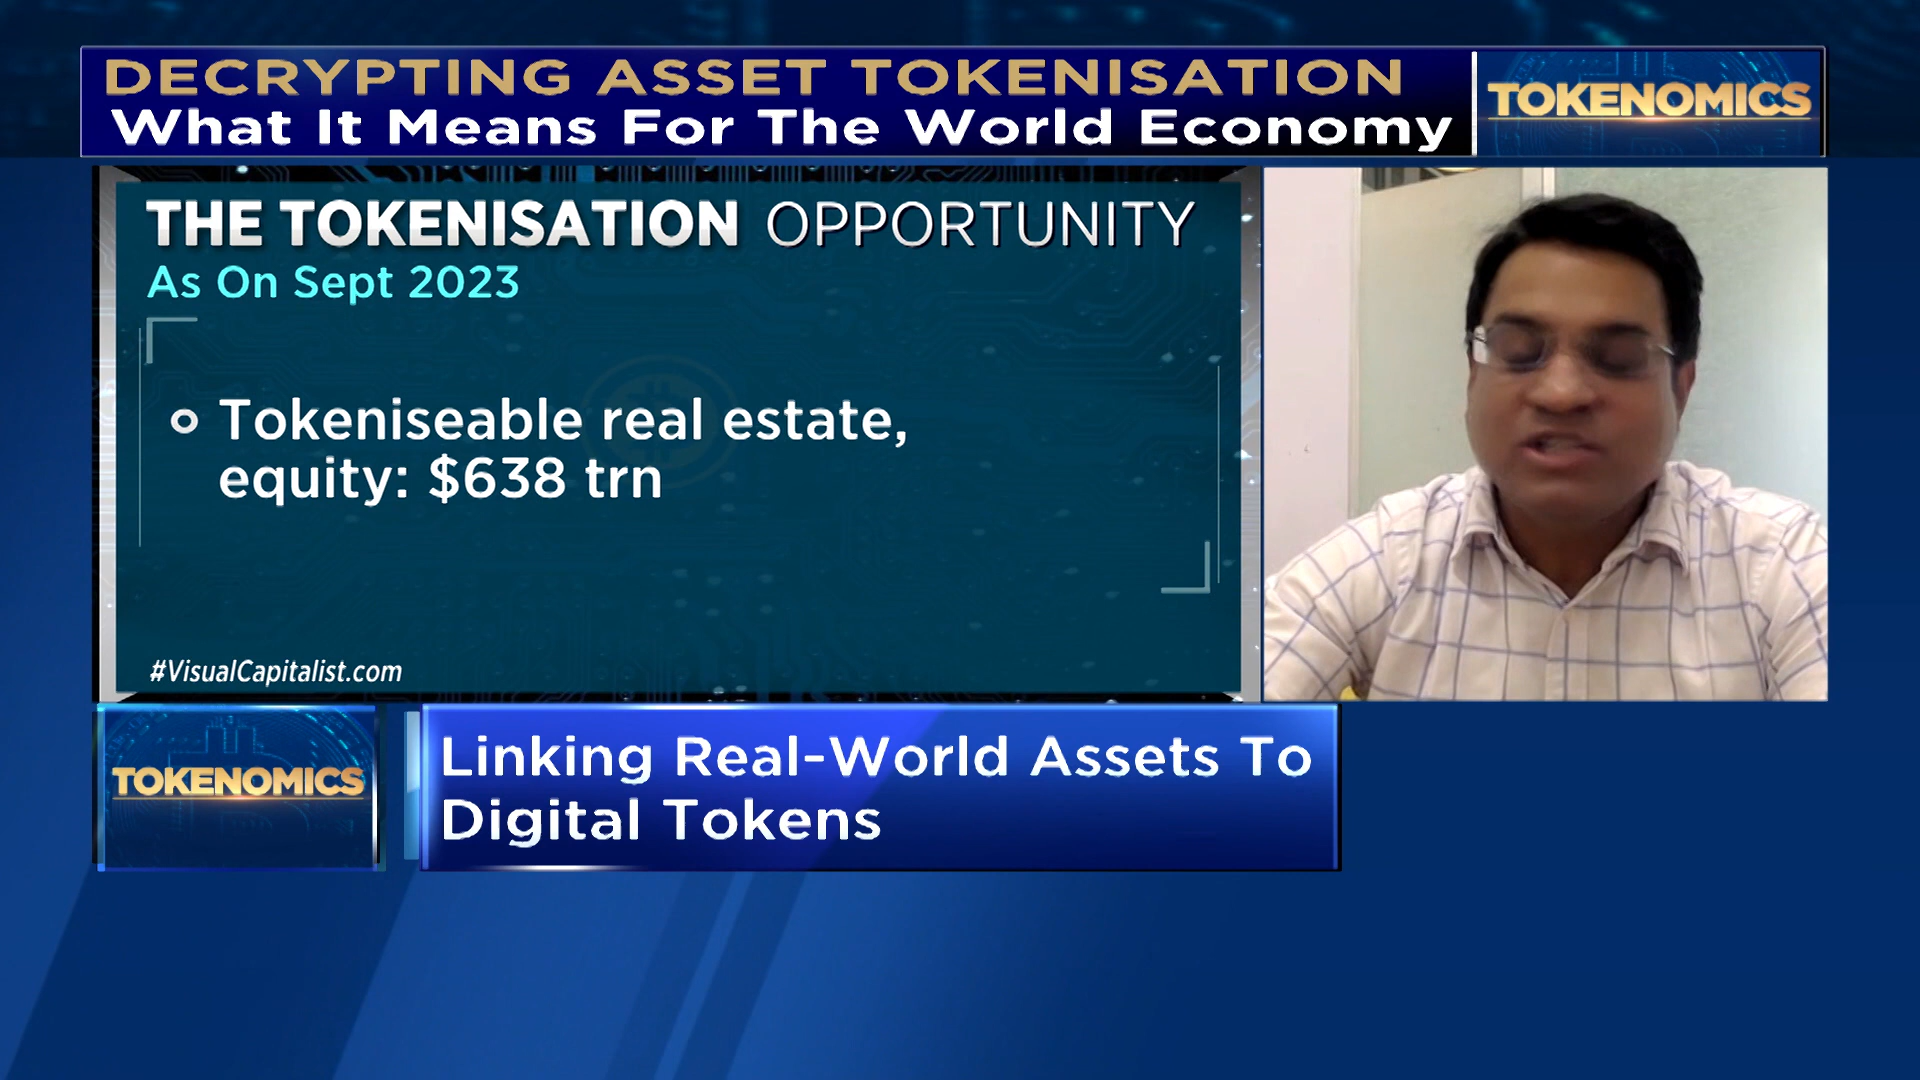 DECRYPTING ASSET TOKENISATION
What It Means For The World Economy
TOKENOMICS
THE TOKENISATION OPPORTUNITY
As On Sept 2023
Tokeniseable real estate,
equity: $638 trn
#VisualCapitalist.com
TOKENOMICS
Linking Real-World Assets To
Digital Tokens